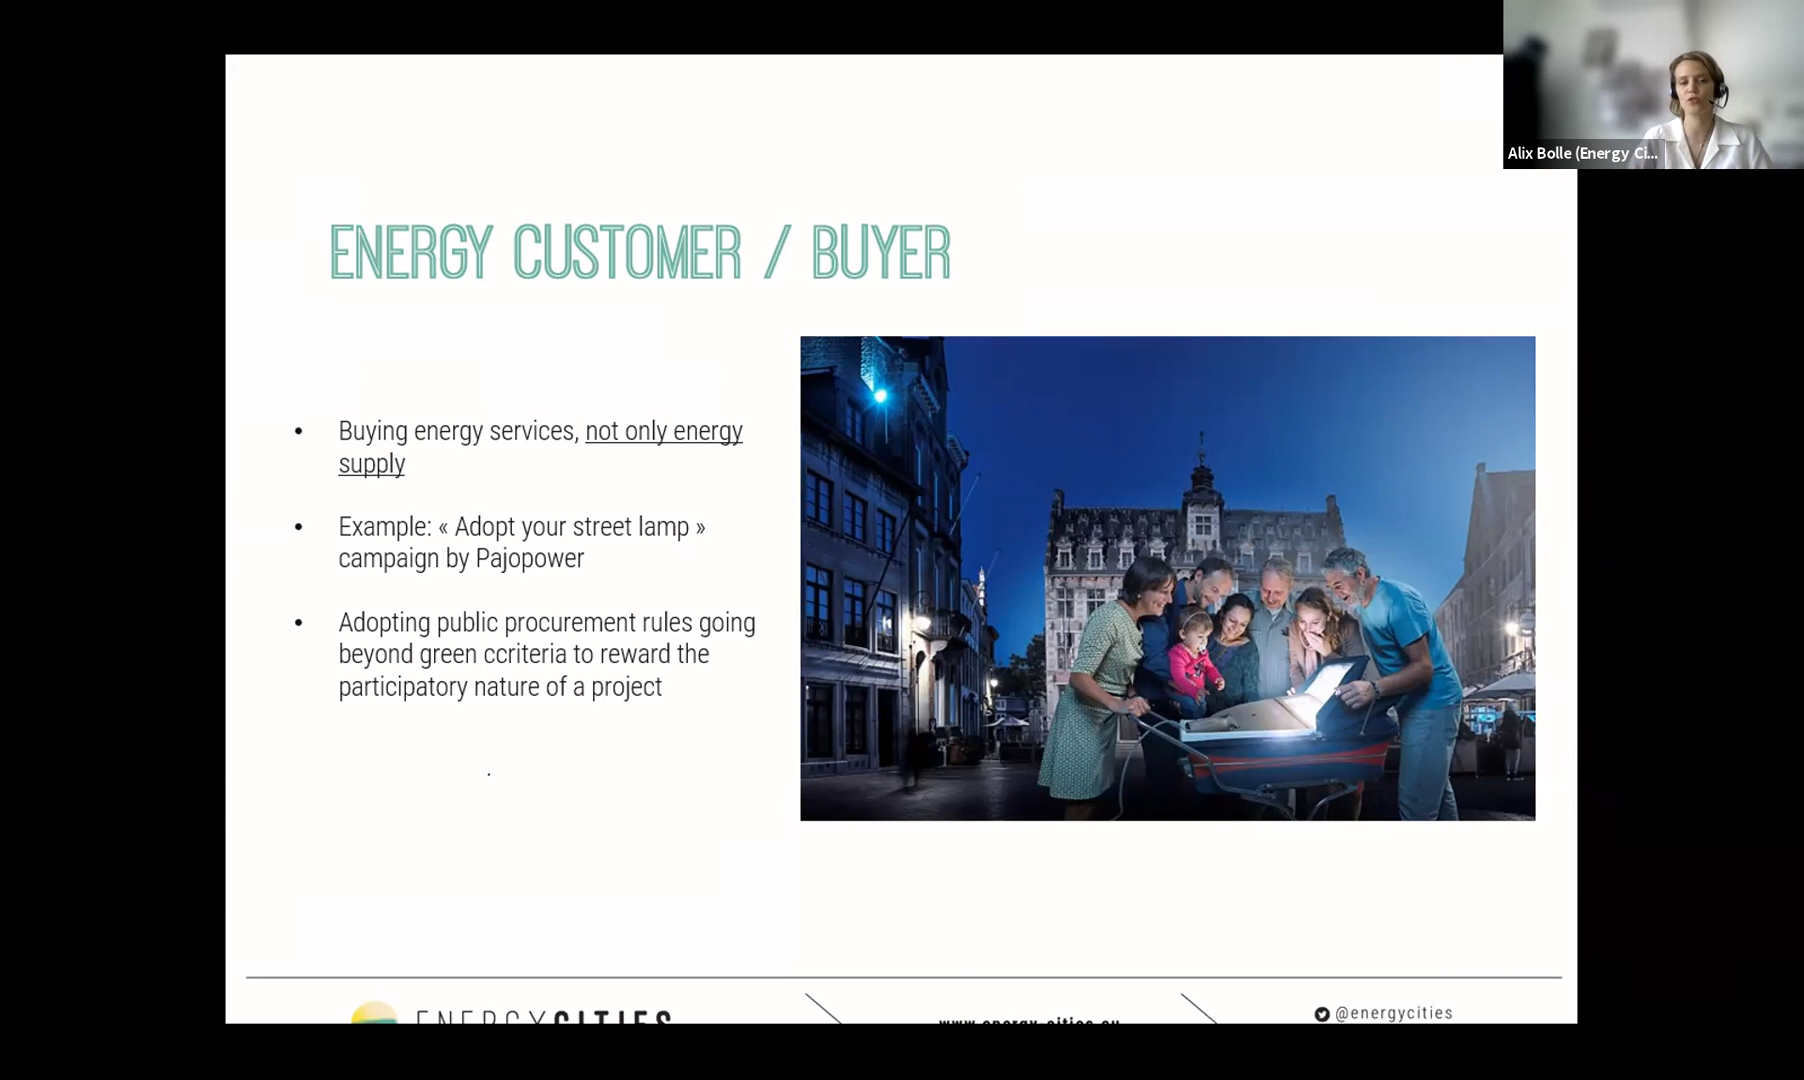 Alix Bolle (Energy Ci...
ENERGY CUSTOMER / BUYER
• Buying energy services, not only energy
supply
• Example: « Adopt your street lamp »
campaign by Pajopower
• Adopting public procurement rules going
beyond green ccriteria to reward the
participatory nature of a project
.
ENERGYCITIES
www.energy-cities.eu
@energycities